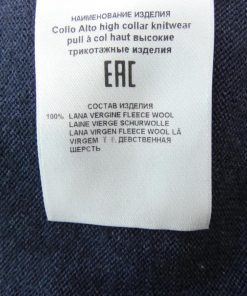 НАИМЕНОВАНИЕ ИЗДЕЛИЯ
Collo Alto high collar knitwear
pull à col haut высокие
трикотажные изделия
EAC
СОСТАВ ИЗДЕЛИЯ
100% LANA VERGINE FLEECE WOOL
LAINE VIERGE SCHURWOLLE
LANA VIRGEN FLEECE WOOL LÃ
VIRGEM ДЕВСТВЕННАЯ
ШЕРСТЬ